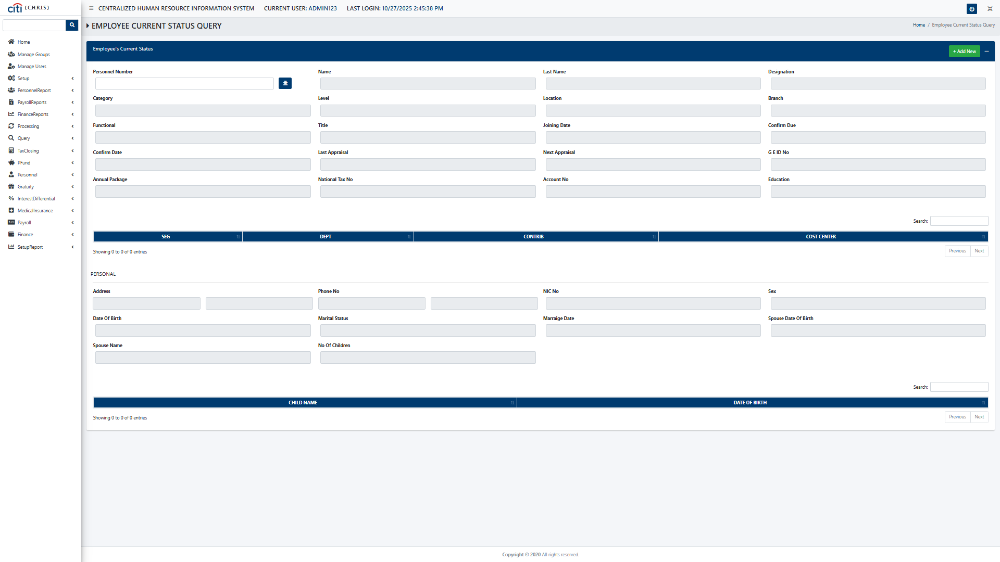 citi ( C.H.R.I.S )
CENTRALIZED HUMAN RESOURCE INFORMATION SYSTEM CURRENT USER: ADMIN123 LAST LOGIN: 10/27/2025 2:45:38 PM
EMPLOYEE CURRENT STATUS QUERY
Home / Employee Current Status Query
Home
Manage Groups
Manage Users
Setup
PersonnelReport
PayrollReports
FinanceReports
Processing
Query
TaxClosing
PFund
Personnel
Gratuity
InterestDifferential
MedicalInsurance
Payroll
Finance
SetupReport
Employee's Current Status
+ Add New
Personnel Number Name Last Name Designation
Category Level Location Branch
Functional Title Joining Date Confirm Due
Confirm Date Last Appraisal Next Appraisal G E ID No
Annual Package National Tax No Account No Education
Search:
SEG DEPT CONTRIB COST CENTER
Showing 0 to 0 of 0 entries
Previous Next
PERSONAL
Address Phone No NIC No Sex
Date Of Birth Marital Status Marraige Date Spouse Date Of Birth
Spouse Name No Of Children
Search:
CHILD NAME DATE OF BIRTH
Showing 0 to 0 of 0 entries
Previous Next
Copyright © 2020 All rights reserved.